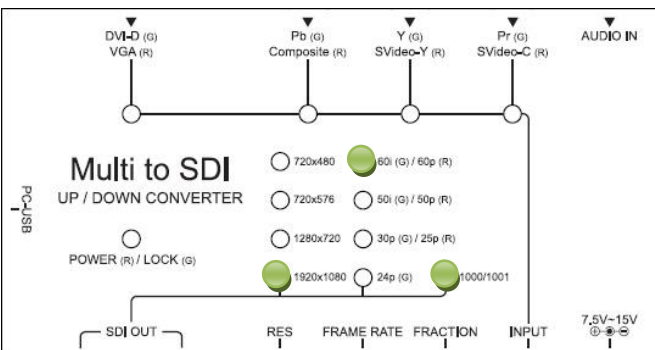 DVI-D (G)
VGA (R)
Pb (G)
Composite (R)
Y (G)
SVideo-Y (R)
Pr (G)
SVideo-C (R)
AUDIO IN
Multi to SDI
UP / DOWN CONVERTER
PC-USB
POWER (R) / LOCK (G)
720x480
60i (G) / 60p (R)
720x576
50i (G) / 50p (R)
1280x720
30p (G) / 25p (R)
1920x1080
24p (G)
1000/1001
SDI OUT
RES
FRAME RATE
FRACTION
INPUT
7.5V~15V